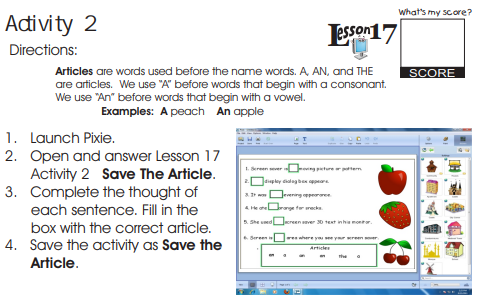 Activity 2
What's my score?
Lesson 17
SCORE
Directions:
Articles are words used before the name words. A, AN, and THE
are articles. We use "A" before words that begin with a consonant.
We use "An" before words that begin with a vowel.
Examples: A peach An apple
1. Launch Pixie.
2. Open and answer Lesson 17
Activity 2 Save The Article.
3. Complete the thought of
each sentence. Fill in the
box with the correct article.
4. Save the activity as Save the
Article.
1. Screen saver is moving picture or pattern.
2. display dialog box appears.
3. It was evening appearance.
4. He ate orange for snacks.
5. She used screen saver 3D text in his monitor.
6. Screen is area where you see your screen saver.
Articles
an a an an the a